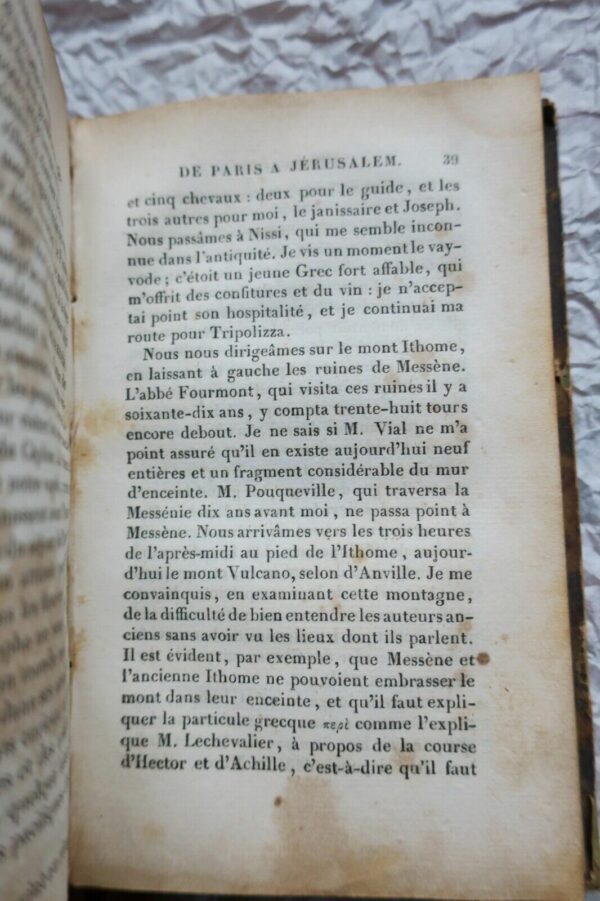 DE PARIS A JÉRUSALEM. 39
et cinq chevaux : deux pour le guide, et les
trois autres pour moi, le janissaire et Joseph.
Nous passâmes à Nissi, qui me semble incon-
nue dans l'antiquité. Je vis un moment le vay-
vode ; c'étoit un jeune Grec fort affable, qui
m'offrit des confitures et du vin : je n'accep-
tai point son hospitalité, et je continuai ma
route pour Tripolizza.
Nous nous dirigeâmes sur le mont Ithome,
en laissant à gauche les ruines de Messène.
L'abbé Fourmont, qui visita ces ruines il y a
soixante-dix ans, y compta trente-huit tours
encore debout. Je ne sais si M. Vial ne m'a
point assuré qu'il en existe aujourd'hui neuf
entières et un fragment considérable du mur
d'enceinte. M. Pouqueville, qui traversa la
Messénie dix ans avant moi, ne passa point à
Messène. Nous arrivâmes vers les trois heures
de l'après-midi au pied de l'Ithome, aujour-
d'hui le mont Vulcano, selon d'Anville. Je me
convainquis, en examinant cette montagne,
de la difficulté de bien entendre les auteurs an-
ciens sans avoir vu les lieux dont ils parlent.
Il est évident, par exemple, que Messène et
l'ancienne Ithome ne pouvoient embrasser le
mont dans leur enceinte, et qu'il faut expli-
quer la particule grecque περὶ comme l'expli-
que M. Lechevalier, à propos de la course
d'Hector et d'Achille, c'est-à-dire qu'il faut